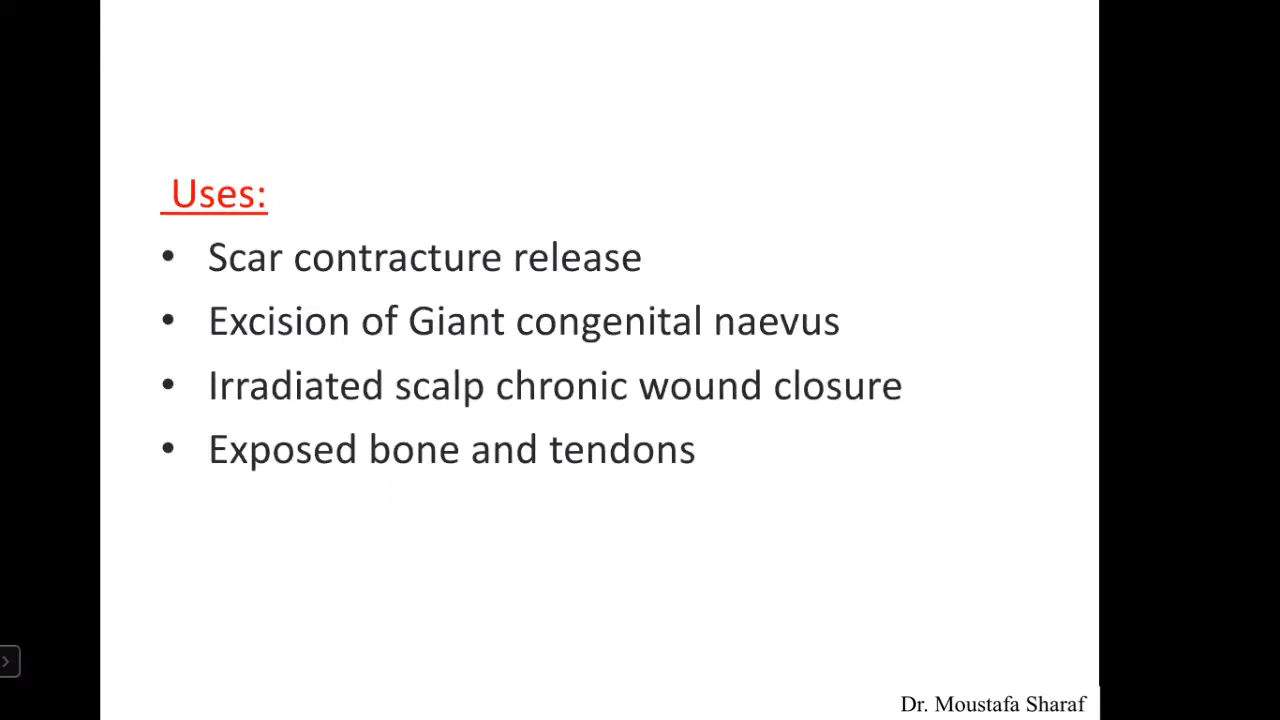 Uses:
• Scar contracture release
• Excision of Giant congenital naevus
• Irradiated scalp chronic wound closure
• Exposed bone and tendons
Dr. Moustafa Sharaf